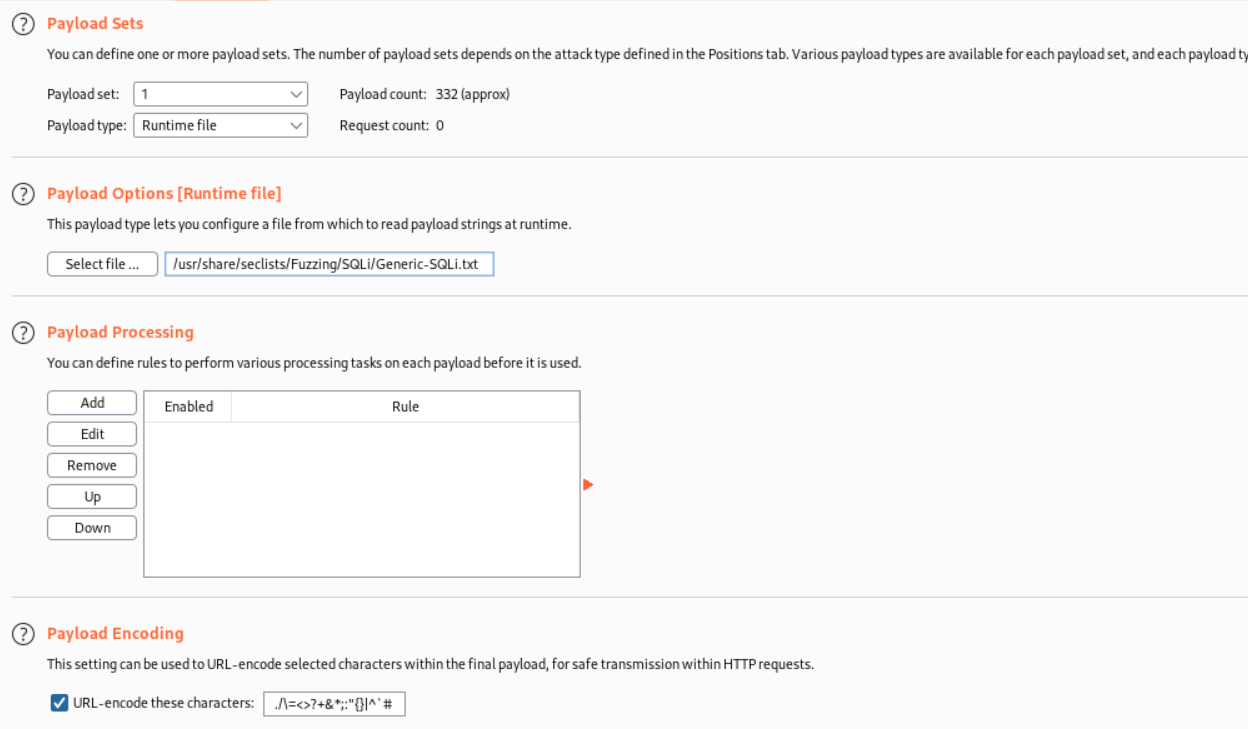 ? Payload Sets
You can define one or more payload sets. The number of payload sets depends on the attack type defined in the Positions tab. Various payload types are available for each payload set, and each payload ty
Payload set: 1 Payload count: 332 (approx)
Payload type: Runtime file Request count: 0
? Payload Options [Runtime file]
This payload type lets you configure a file from which to read payload strings at runtime.
Select file ... /usr/share/seclists/Fuzzing/SQLi/Generic-SQLi.txt
? Payload Processing
You can define rules to perform various processing tasks on each payload before it is used.
Add Enabled Rule
Edit
Remove
Up
Down
? Payload Encoding
This setting can be used to URL-encode selected characters within the final payload, for safe transmission within HTTP requests.
URL-encode these characters: ./\=<>?+&*;:"{}|^`#